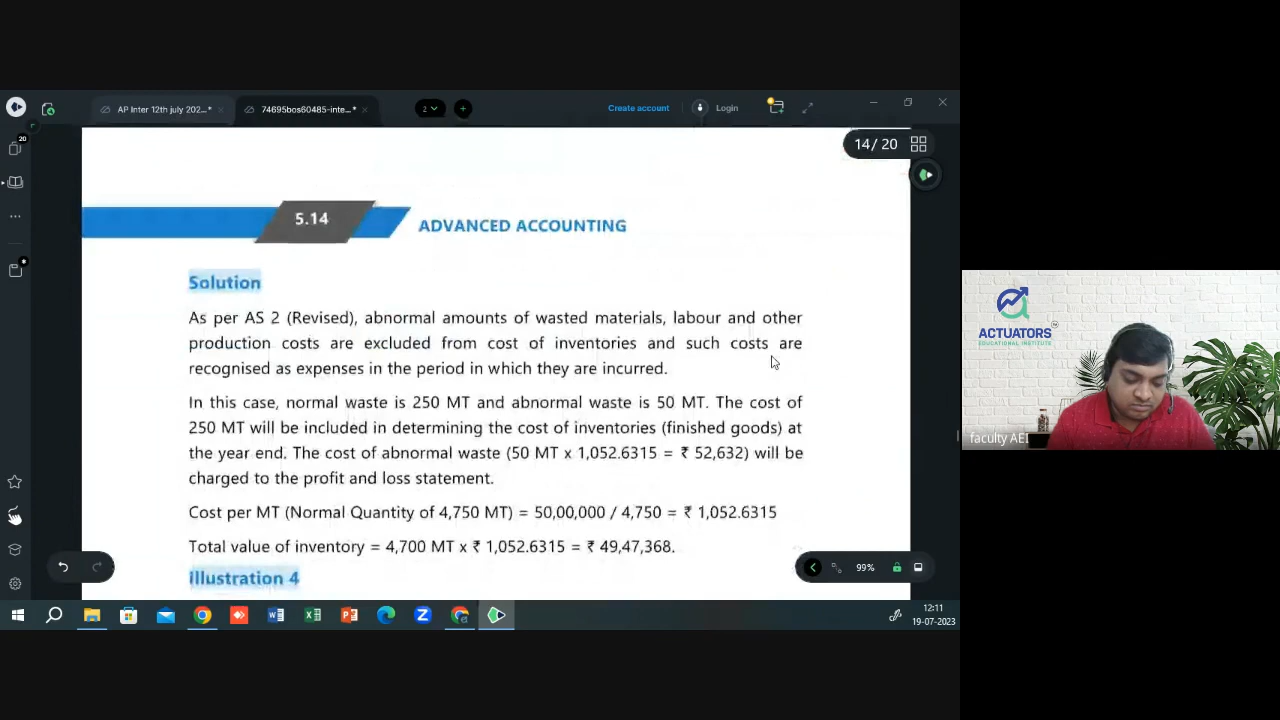 AP Inter 12th july 202...*
74695bos60485-inte...*
2
Create account
Login
20
14/ 20
5.14
ADVANCED ACCOUNTING
Solution
As per AS 2 (Revised), abnormal amounts of wasted materials, labour and other
production costs are excluded from cost of inventories and such costs are
recognised as expenses in the period in which they are incurred.
In this case, normal waste is 250 MT and abnormal waste is 50 MT. The cost of
250 MT will be included in determining the cost of inventories (finished goods) at
the year end. The cost of abnormal waste (50 MT x 1,052.6315 = ₹ 52,632) will be
charged to the profit and loss statement.
Cost per MT (Normal Quantity of 4,750 MT) = 50,00,000 / 4,750 = ₹ 1,052.6315
Total value of inventory = 4,700 MT x ₹ 1,052.6315 = ₹ 49,47,368.
Illustration 4
99%
12:11
19-07-2023
ACTUATORS
EDUCATIONAL INSTITUTE
faculty AEI